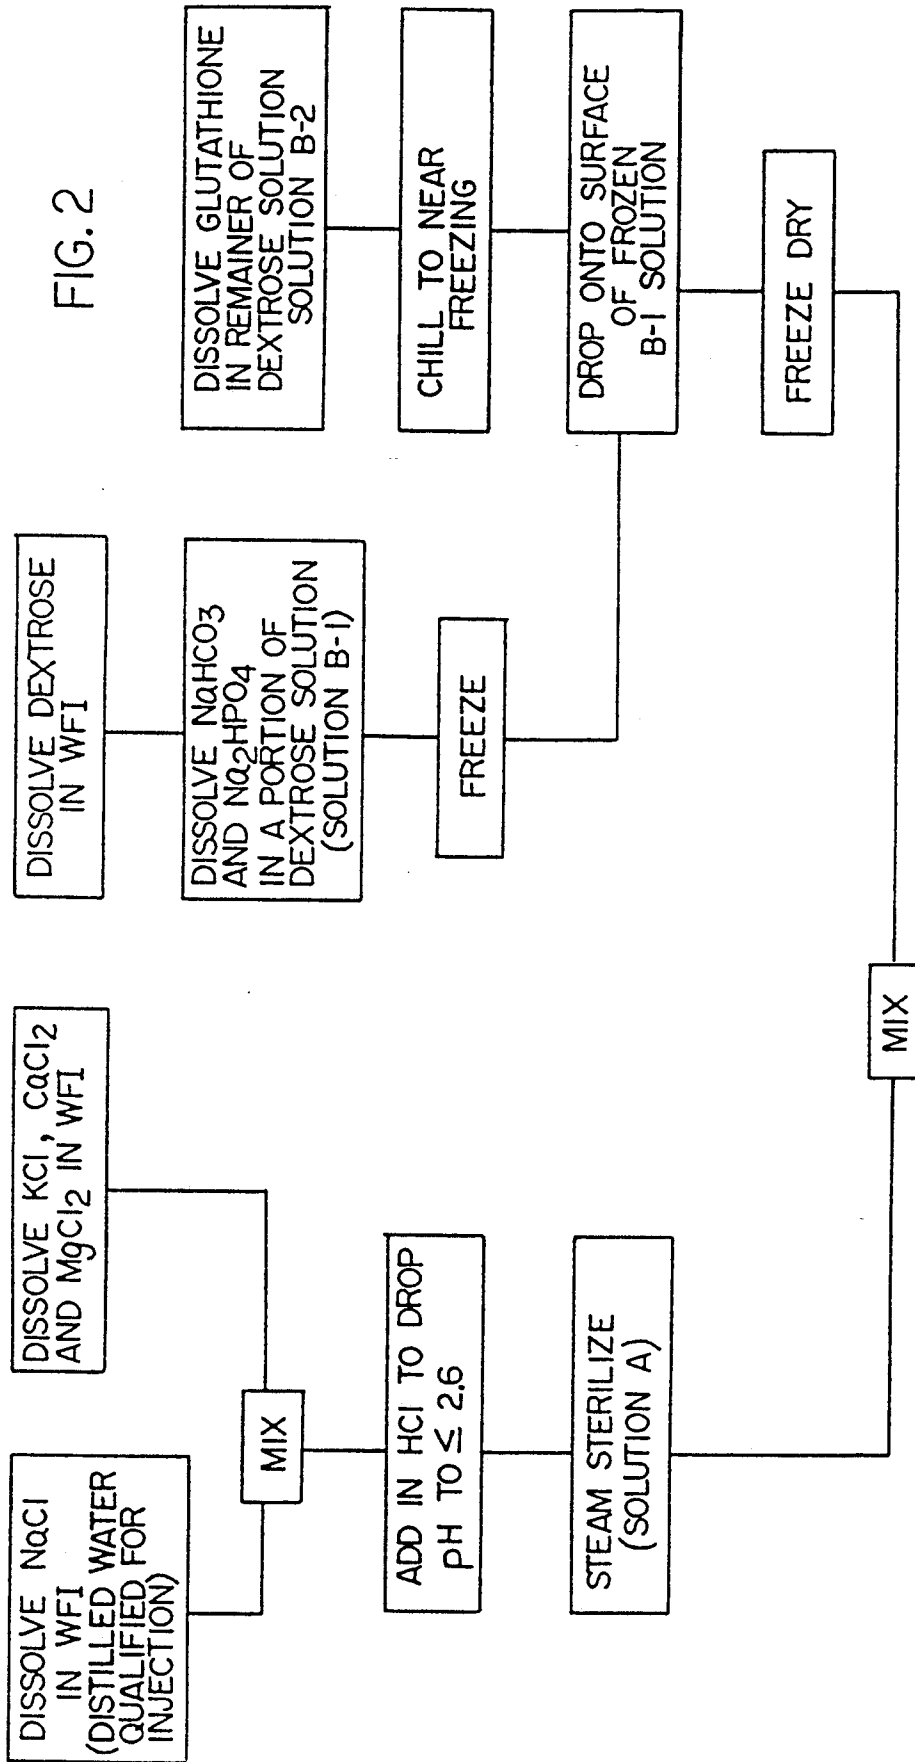 FIG. 2
DISSOLVE NaCl
IN WFI
(DISTILLED WATER
QUALIFIED FOR
INJECTION)
DISSOLVE KCl, CaCl2
AND MgCl2 IN WFI
MIX
ADD IN HCl TO DROP
pH TO ≤ 2.6
STEAM STERILIZE
(SOLUTION A)
DISSOLVE DEXTROSE
IN WFI
DISSOLVE NaHCO3
AND Na2HPO4
IN A PORTION OF
DEXTROSE SOLUTION
(SOLUTION B-1)
FREEZE
DISSOLVE GLUTATHIONE
IN REMAINER OF
DEXTROSE SOLUTION
SOLUTION B-2
CHILL TO NEAR
FREEZING
DROP ONTO SURFACE
OF FROZEN
B-1 SOLUTION
FREEZE DRY
MIX